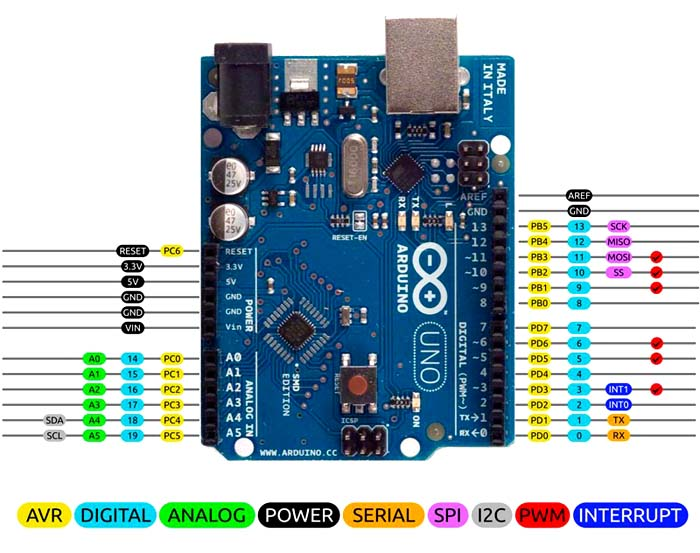 MADE
IN ITALY
T16000
47
25V
47
25V
RX
TX
L
RESET-EN
ARDUINO
UNO
AREF
GND
13
12
~11
~10
~9
8
7
~6
~5
4
~3
2
TX→1
RX←0
DIGITAL (PWM~)
RESET
3.3V
5V
GND
GND
Vin
POWER
A0
A1
A2
A3
A4
A5
ANALOG IN
SMD
EDITION
RESET
ICSP
ON
WWW.ARDUINO.CC
RESET PC6
3.3V
5V
GND
GND
VIN
A0 14 PC0
A1 15 PC1
A2 16 PC2
A3 17 PC3
SDA A4 18 PC4
SCL A5 19 PC5
AREF
GND
PB5 13 SCK
PB4 12 MISO
PB3 11 MOSI
PB2 10 SS
PB1 9
PB0 8
PD7 7
PD6 6
PD5 5
PD4 4
PD3 3 INT1
PD2 2 INT0
PD1 1 TX
PD0 0 RX
AVR DIGITAL ANALOG POWER SERIAL SPI I2C PWM INTERRUPT